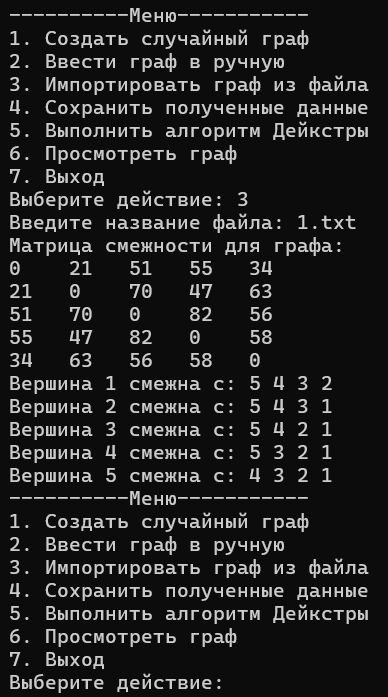 ----------Меню-----------
1. Создать случайный граф
2. Ввести граф в ручную
3. Импортировать граф из файла
4. Сохранить полученные данные
5. Выполнить алгоритм Дейкстры
6. Просмотреть граф
7. Выход
Выберите действие: 3
Введите название файла: 1.txt
Матрица смежности для графа:
0    21   51   55   34
21   0    70   47   63
51   70   0    82   56
55   47   82   0    58
34   63   56   58   0
Вершина 1 смежна с: 5 4 3 2
Вершина 2 смежна с: 5 4 3 1
Вершина 3 смежна с: 5 4 2 1
Вершина 4 смежна с: 5 3 2 1
Вершина 5 смежна с: 4 3 2 1
----------Меню-----------
1. Создать случайный граф
2. Ввести граф в ручную
3. Импортировать граф из файла
4. Сохранить полученные данные
5. Выполнить алгоритм Дейкстры
6. Просмотреть граф
7. Выход
Выберите действие: